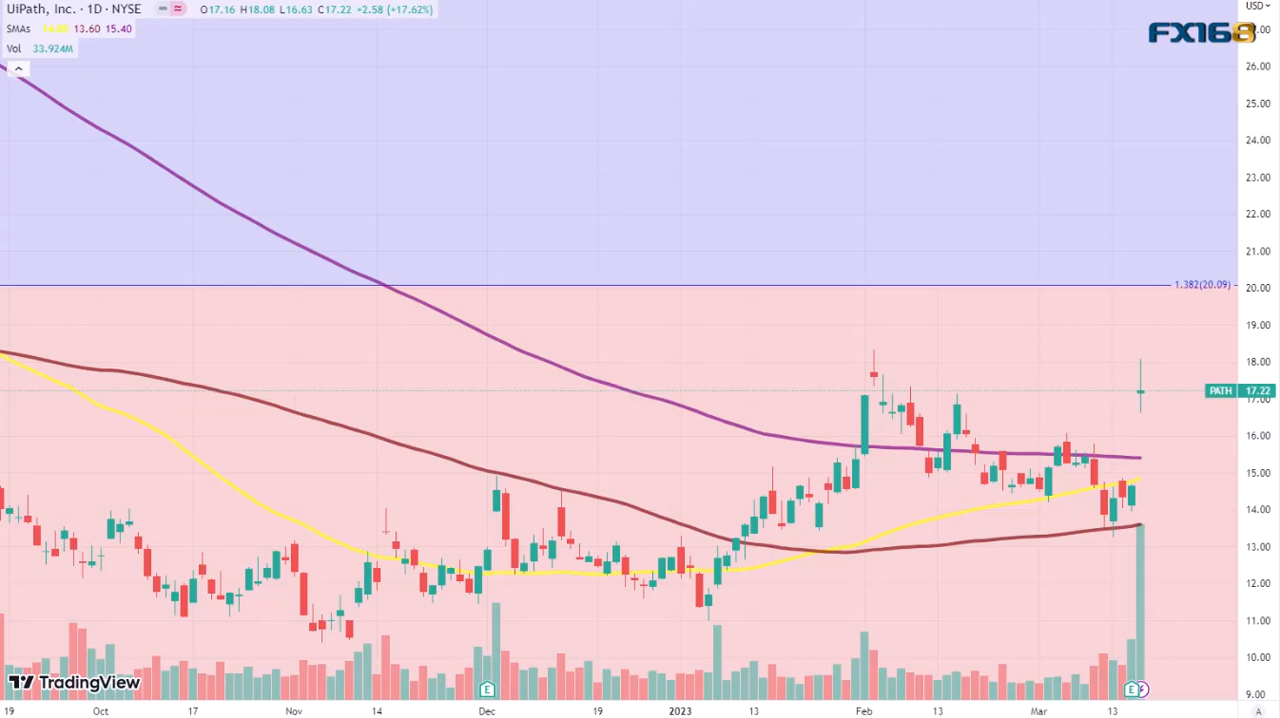 UiPath, Inc. · 1D · NYSE O17.16 H18.08 L16.63 C17.22 +2.58 (+17.62%)
USD
SMAs 14.85 13.60 15.40
Vol 33.924M
FX168
26.00
25.00
24.00
23.00
22.00
21.00
1.382(20.09)
20.00
19.00
18.00
PATH 17.22
17.00
16.00
15.00
14.00
13.00
12.00
11.00
10.00
9.00
TradingView
E
E
19 Oct 17 Nov 14 Dec 19 2023 13 Feb 13 Mar 13
A